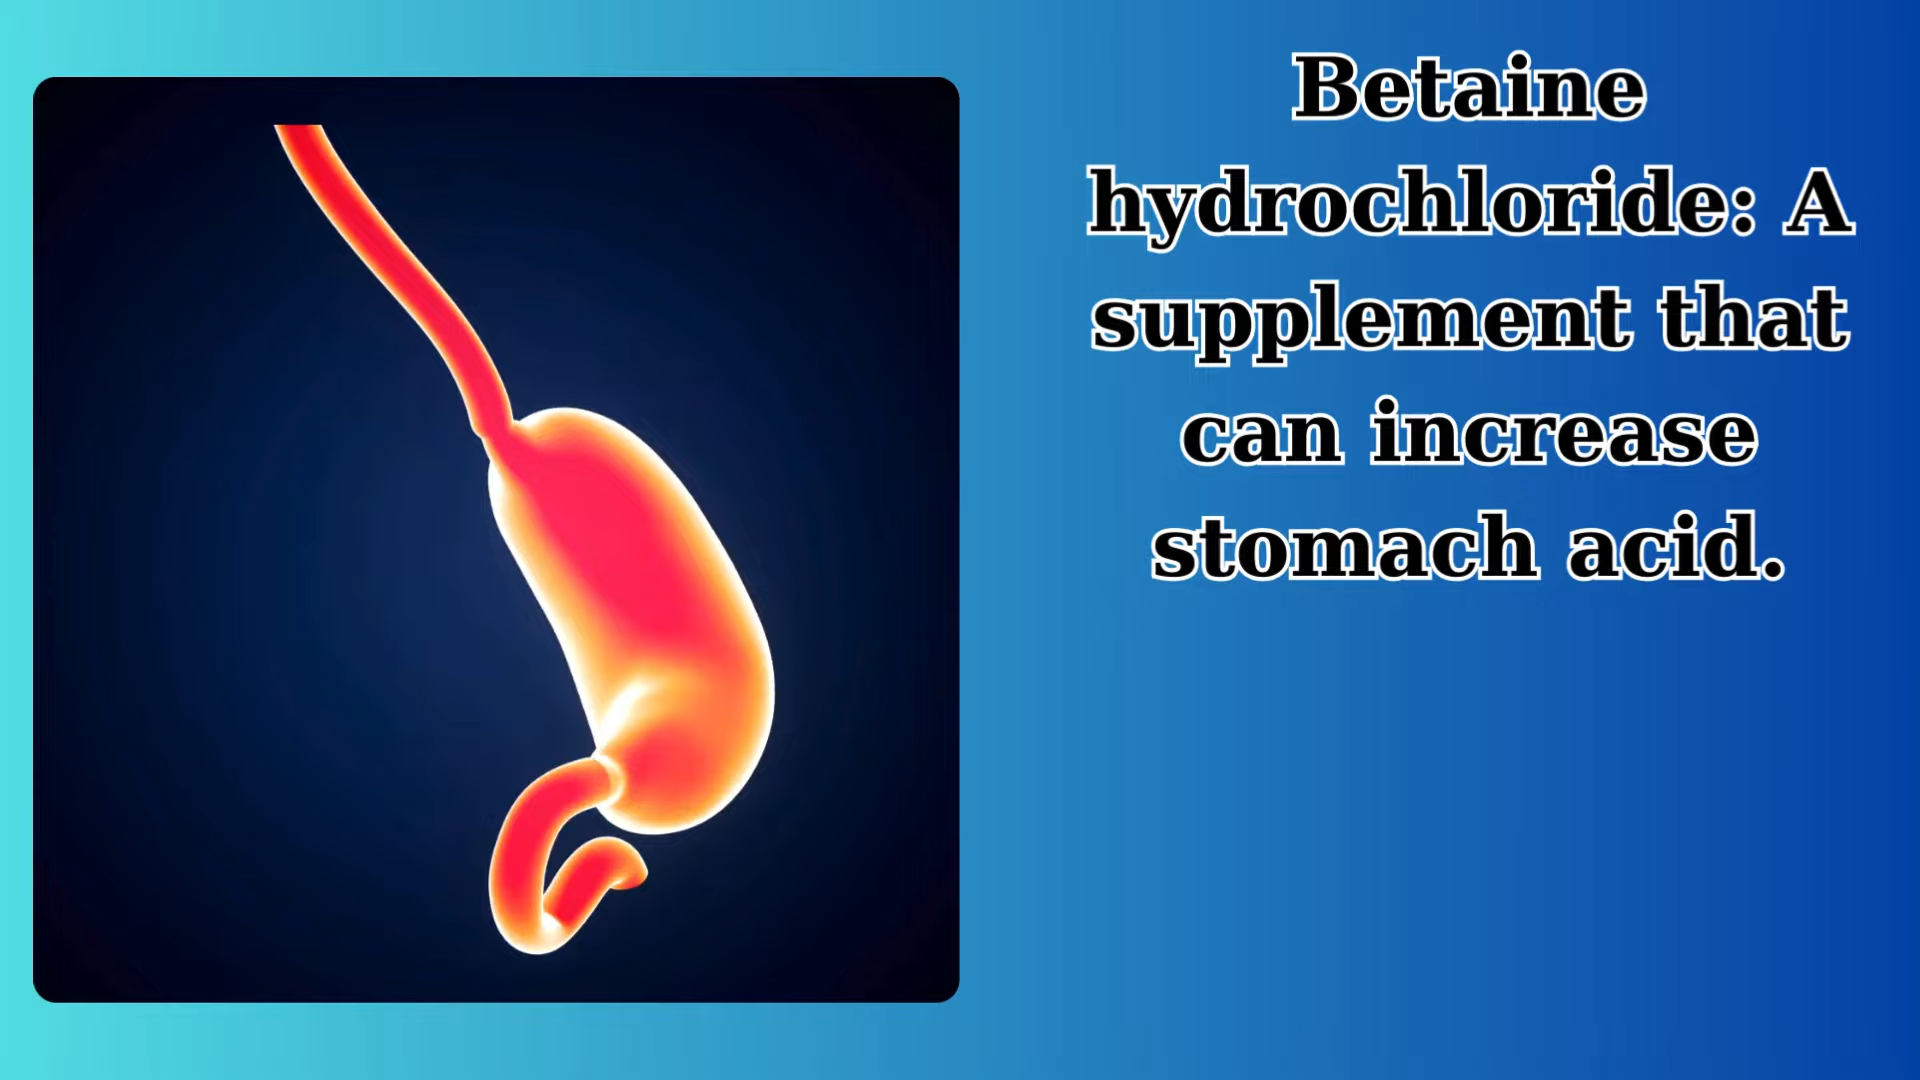 Betaine
hydrochloride: A
supplement that
can increase
stomach acid.